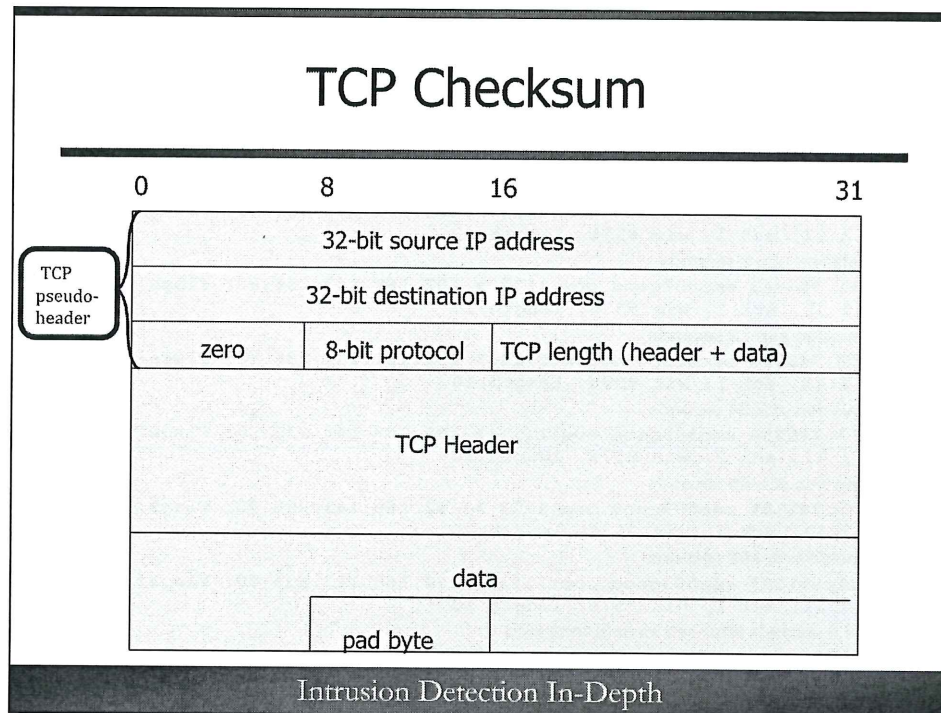 TCP Checksum
0 8 16 31
32-bit source IP address
TCP
pseudo-
header
32-bit destination IP address
zero 8-bit protocol TCP length (header + data)
TCP Header
data
pad byte
Intrusion Detection In-Depth